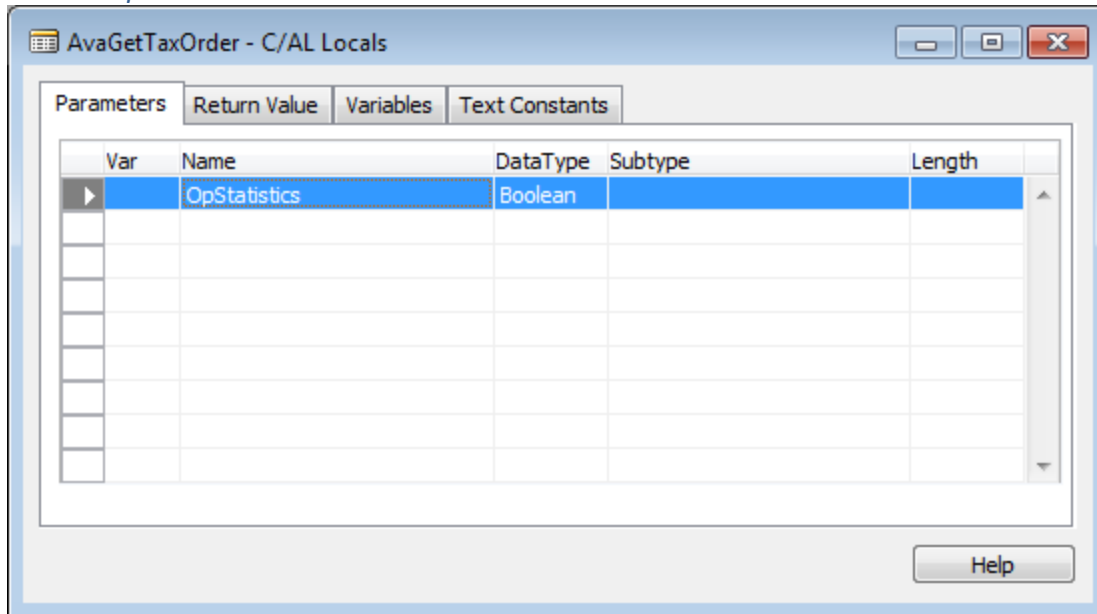 AvaGetTaxOrder - C/AL Locals
Parameters Return Value Variables Text Constants
Var Name DataType Subtype Length
OpStatistics Boolean
Help